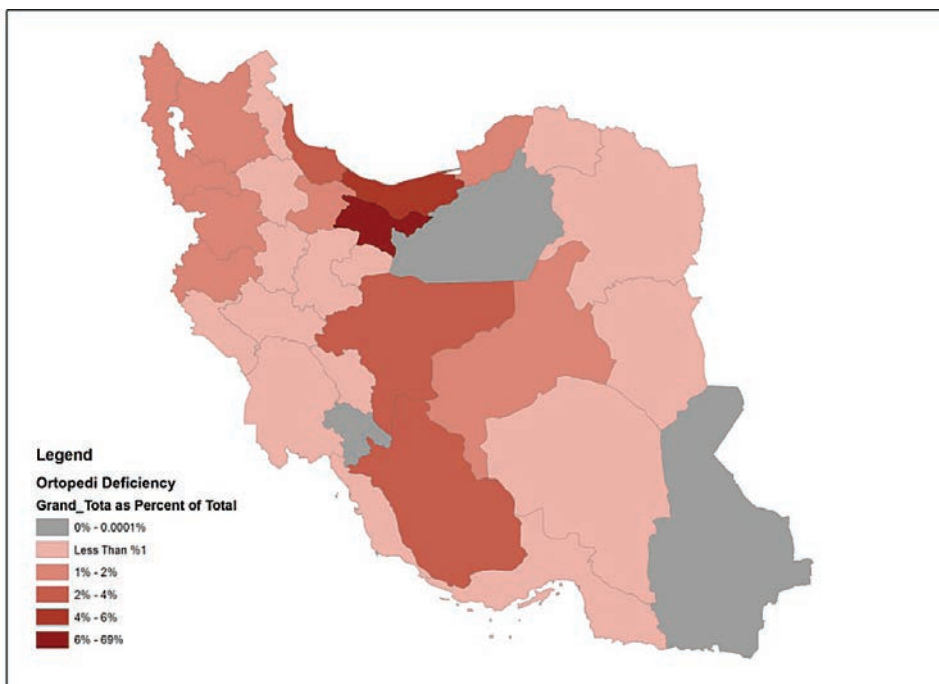 Legend
Ortopedi Deficiency
Grand_Tota as Percent of Total
0% - 0.0001%
Less Than %1
1% - 2%
2% - 4%
4% - 6%
6% - 69%